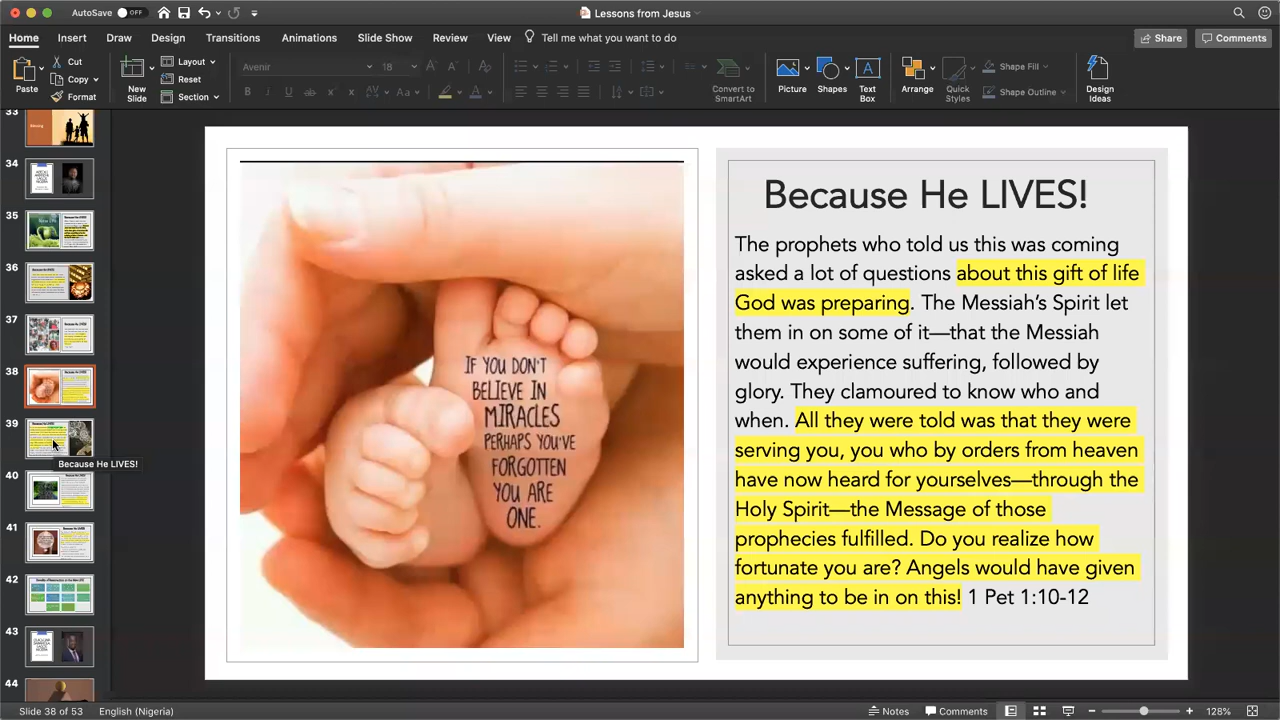 AutoSave OFF
Lessons from Jesus
Home Insert Draw Design Transitions Animations Slide Show Review View Tell me what you want to do
Share Comments
Paste
Cut
Copy
Format
New
Slide
Layout
Reset
Section
Avenir 18
Convert to
SmartArt
Picture
Shapes
Text
Box
Arrange
Quick
Styles
Shape Fill
Shape Outline
Design
Ideas
33
34
35
36
37
38
39
Because He LIVES!
40
41
42
43
44
IF YOU DON'T
BELIEVE IN
MIRACLES
PERHAPS YOU'VE
FORGOTTEN
YOU ARE
ONE.
Because He LIVES!
The prophets who told us this was coming
asked a lot of questions about this gift of life
God was preparing. The Messiah's Spirit let
them in on some of it—that the Messiah
would experience suffering, followed by
glory. They clamoured to know who and
when. All they were told was that they were
serving you, you who by orders from heaven
have now heard for yourselves—through the
Holy Spirit—the Message of those
prophecies fulfilled. Do you realize how
fortunate you are? Angels would have given
anything to be in on this! 1 Pet 1:10-12
Slide 38 of 53 English (Nigeria)
Notes Comments 128%